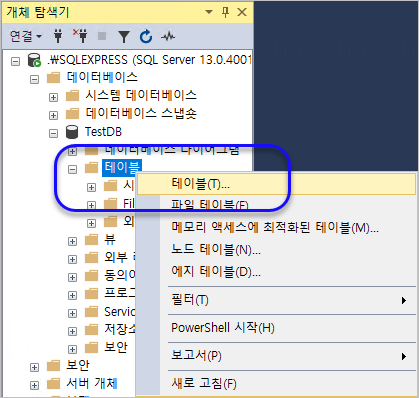 개체 탐색기
연결
.₩SQLEXPRESS (SQL Server 13.0.4001
데이터베이스
시스템 데이터베이스
데이터베이스 스냅숏
TestDB
데이터베이스 다이어그램
테이블
시
테이블(T)...
Fil
파일 테이블(F)
외
메모리 액세스에 최적화된 테이블(M)...
뷰
노드 테이블(N)...
외부 리
에지 테이블(D)...
동의어
프로그
필터(T)
Service
PowerShell 시작(H)
저장소
보안
보고서(P)
보안
새로 고침(F)
서버 개체